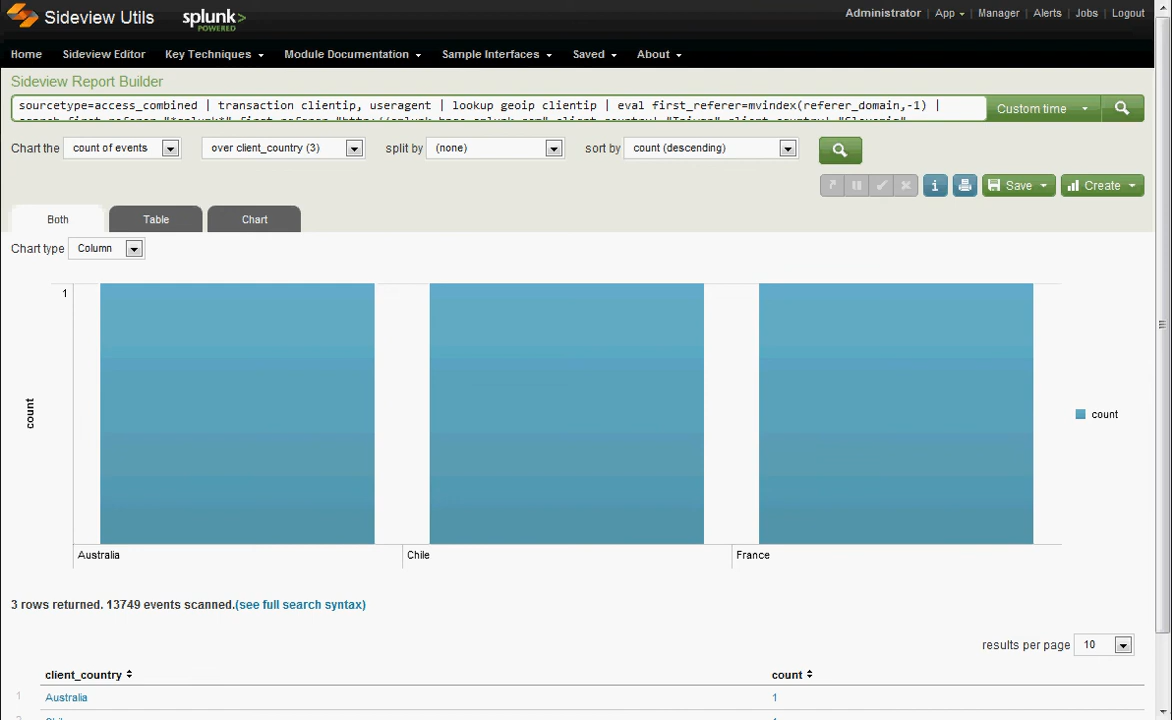 Sideview Utils splunk> POWERED Administrator | App | Manager | Alerts | Jobs | Logout
Home Sideview Editor Key Techniques Module Documentation Sample Interfaces Saved About
Sideview Report Builder
sourcetype=access_combined | transaction clientip, useragent | lookup geoip clientip | eval first_referer=mvindex(referer_domain,-1) |
Custom time
Chart the count of events over client_country (3) split by (none) sort by count (descending)
i Save Create
Both Table Chart
Chart type Column
1
count
count
Australia Chile France
3 rows returned. 13749 events scanned.(see full search syntax)
results per page 10
client_country count
1 Australia 1